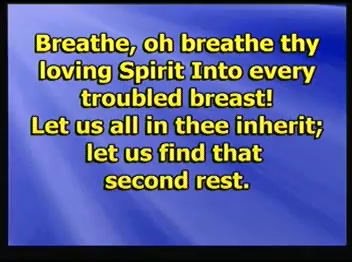 Breathe, oh breathe thy
loving Spirit Into every
troubled breast!
Let us all in thee inherit;
let us find that
second rest.